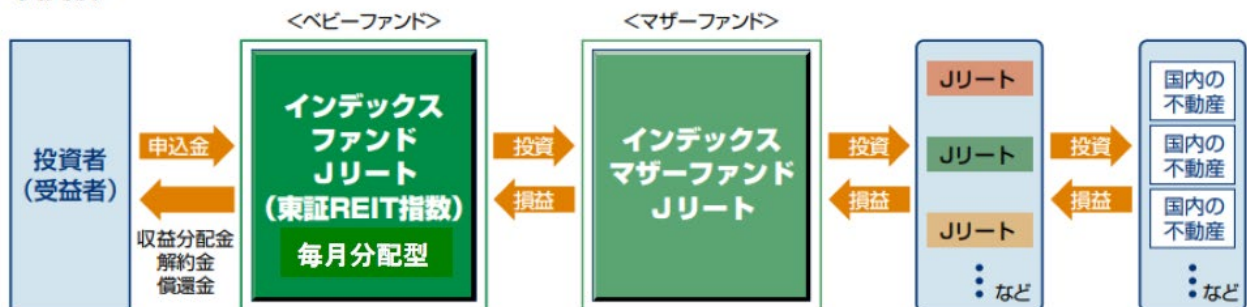 <ベビーファンド>
<マザーファンド>
投資者
(受益者)
申込金
収益分配金
解約金
償還金
インデックス
ファンド
Jリート
(東証REIT指数)
毎月分配型
投資
損益
インデックス
マザーファンド
Jリート
投資
損益
Jリート
Jリート
Jリート
など
投資
損益
国内の
不動産
国内の
不動産
国内の
不動産
など